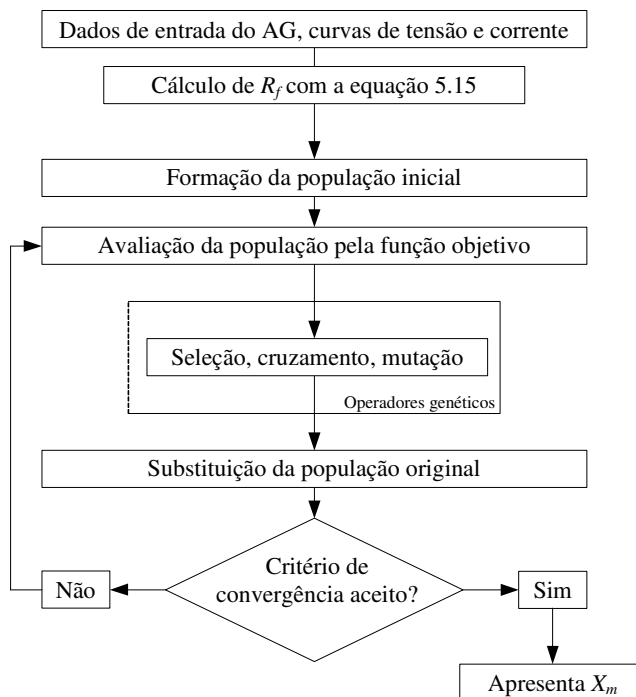 Dados de entrada do AG, curvas de tensão e corrente
Cálculo de Rf com a equação 5.15
Formação da população inicial
Avaliação da população pela função objetivo
Seleção, cruzamento, mutação
Operadores genéticos
Substituição da população original
Critério de
convergência aceito?
Não
Sim
Apresenta Xm